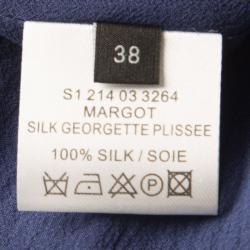 38
S1 214 03 3264
MARGOT
SILK GEORGETTE PLISSEE
100% SILK / SOIE
P